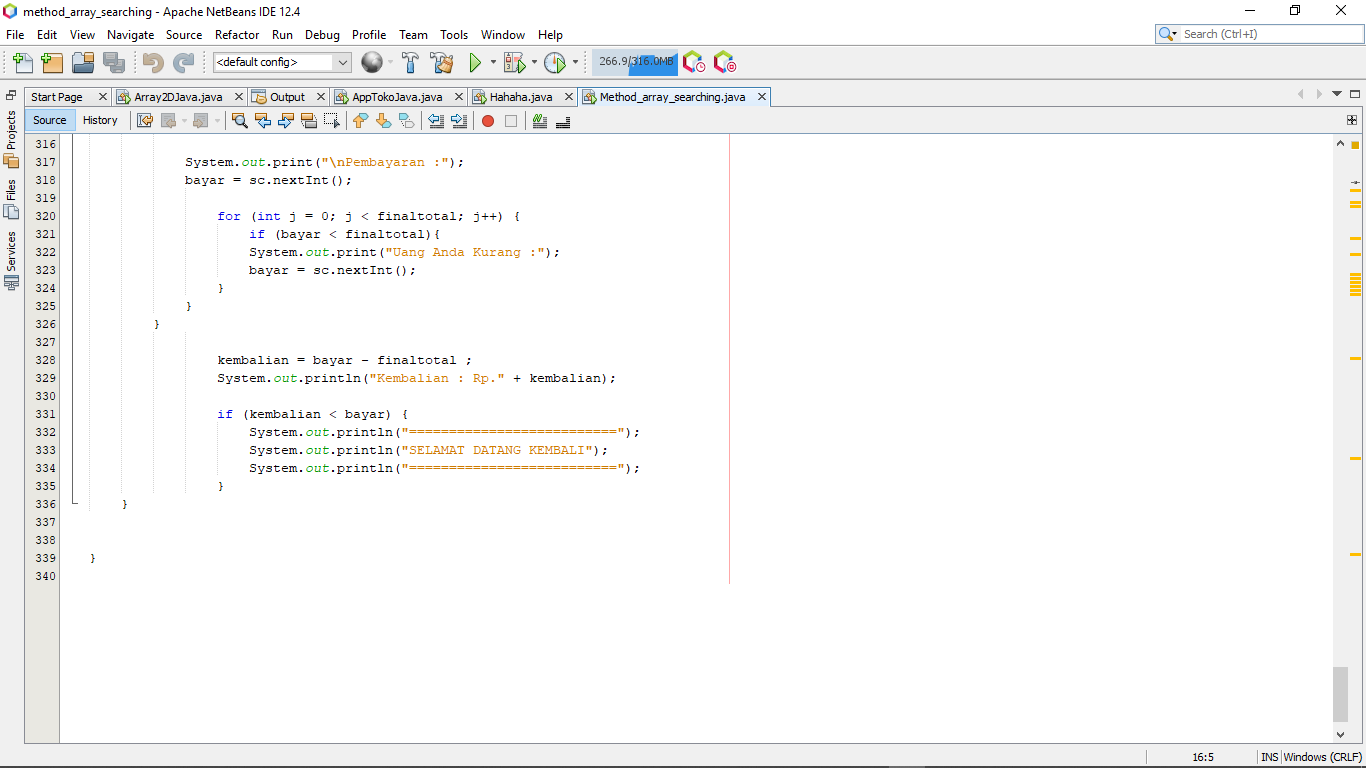 method_array_searching - Apache NetBeans IDE 12.4
File Edit View Navigate Source Refactor Run Debug Profile Team Tools Window Help
Search (Ctrl+I)
<default config>
266.9/316.0MB
Start Page Array2DJava.java Output AppTokoJava.java Hahaha.java Method_array_searching.java
Source History
Projects
Files
Services
316
317 System.out.print("\nPembayaran :");
318 bayar = sc.nextInt();
319
320 for (int j = 0; j < finaltotal; j++) {
321 if (bayar < finaltotal){
322 System.out.print("Uang Anda Kurang :");
323 bayar = sc.nextInt();
324 }
325 }
326 }
327
328 kembalian = bayar - finaltotal ;
329 System.out.println("Kembalian : Rp." + kembalian);
330
331 if (kembalian < bayar) {
332 System.out.println("==========================");
333 System.out.println("SELAMAT DATANG KEMBALI");
334 System.out.println("==========================");
335 }
336 }
337
338
339 }
340
16:5 INS Windows (CRLF)